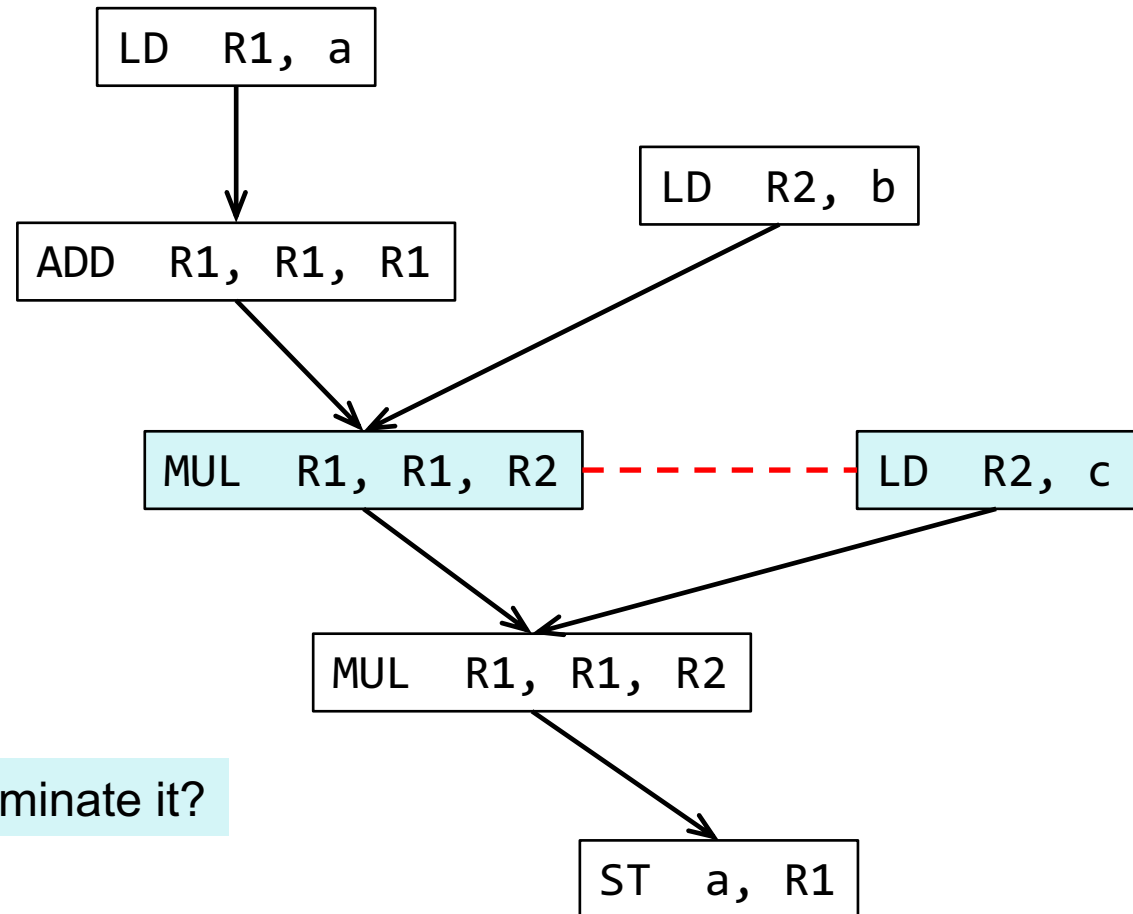 LD R1, a
LD R2, b
ADD R1, R1, R1
MUL R1, R1, R2
LD R2, c
MUL R1, R1, R2
minate it?
ST a, R1